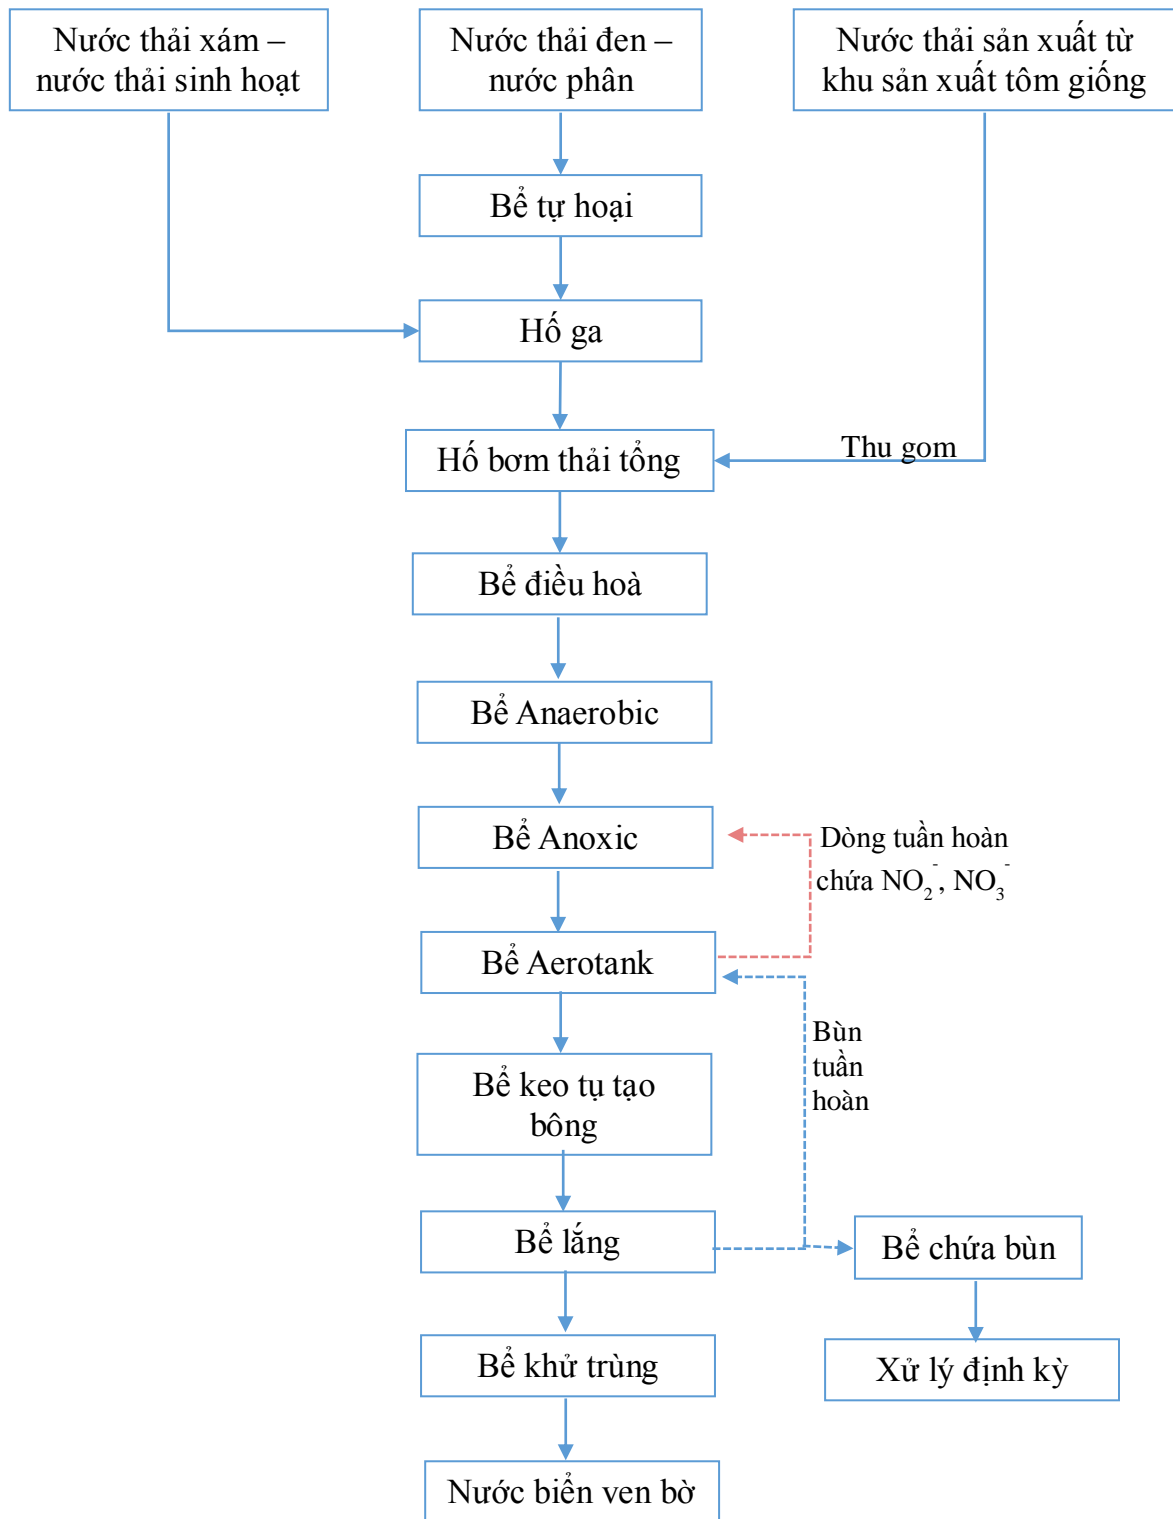 Nước thải xám –
nước thải sinh hoạt
Nước thải đen –
nước phân
Nước thải sản xuất từ
khu sản xuất tôm giống
Bể tự hoại
Hố ga
Hố bơm thải tổng
Thu gom
Bể điều hoà
Bể Anaerobic
Bể Anoxic
Dòng tuần hoàn
chứa NO₂⁻, NO₃⁻
Bể Aerotank
Bùn
tuần
hoàn
Bể keo tụ tạo
bông
Bể lắng
Bể chứa bùn
Bể khử trùng
Xử lý định kỳ
Nước biển ven bờ